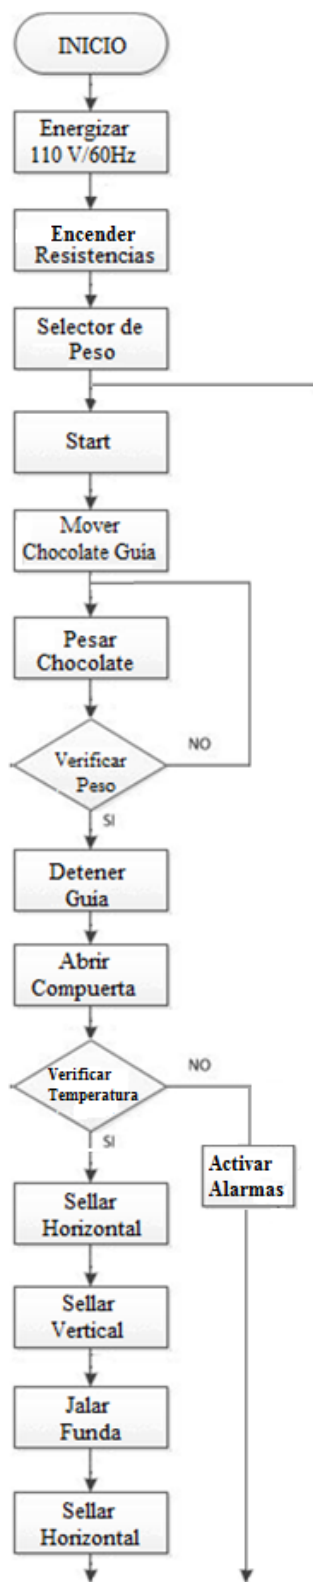 INICIO
Energizar
110 V/60Hz
Encender
Resistencias
Selector de
Peso
Start
Mover
Chocolate Guia
Pesar
Chocolate
Verificar
Peso
NO
SI
Detener
Guía
Abrir
Compuerta
Verificar
Temperatura
NO
SI
Activar
Alarmas
Sellar
Horizontal
Sellar
Vertical
Jalar
Funda
Sellar
Horizontal